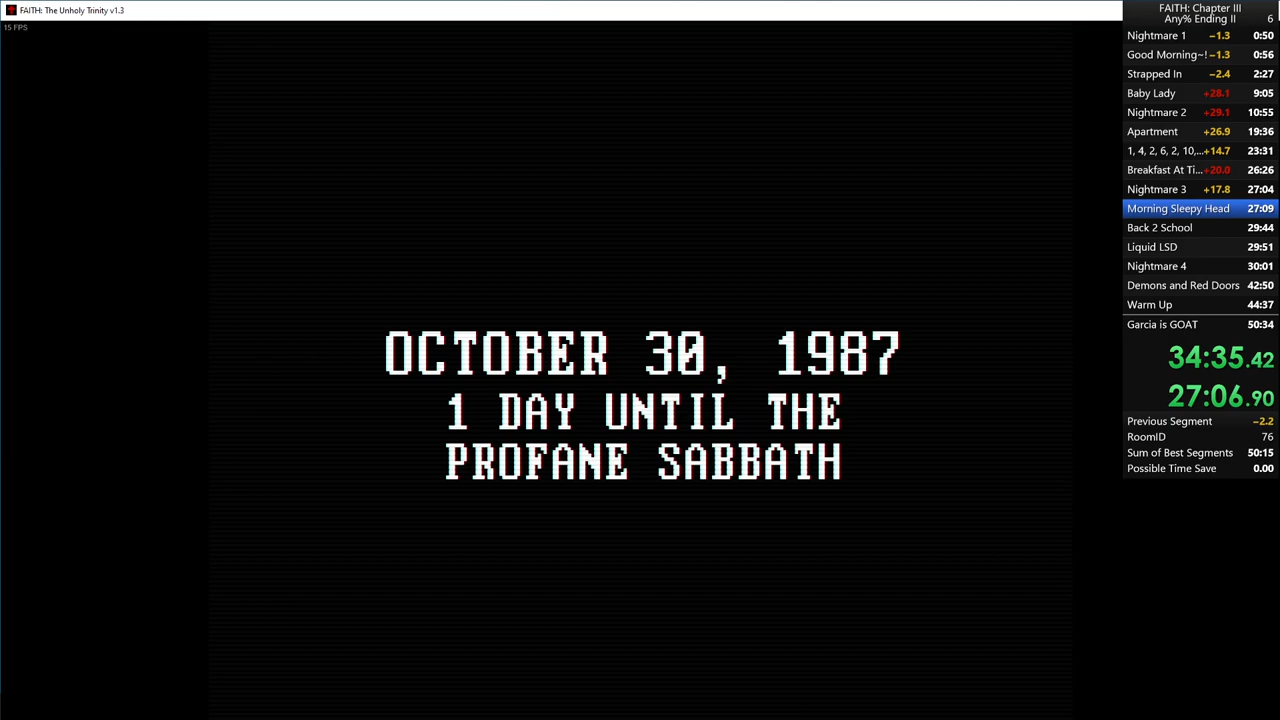 FAITH: The Unholy Trinity v1.3
15 FPS
OCTOBER 30, 1987
1 DAY UNTIL THE
PROFANE SABBATH
FAITH: Chapter III
Any% Ending II 6
Nightmare 1 −1.3 0:50
Good Morning~! −1.3 0:56
Strapped In −2.4 2:27
Baby Lady +28.1 9:05
Nightmare 2 +29.1 10:55
Apartment +26.9 19:36
1, 4, 2, 6, 2, 10,... +14.7 23:31
Breakfast At Ti... +20.0 26:26
Nightmare 3 +17.8 27:04
Morning Sleepy Head 27:09
Back 2 School 29:44
Liquid LSD 29:51
Nightmare 4 30:01
Demons and Red Doors 42:50
Warm Up 44:37
Garcia is GOAT 50:34
34:35.42
27:06.90
Previous Segment −2.2
RoomID 76
Sum of Best Segments 50:15
Possible Time Save 0.00